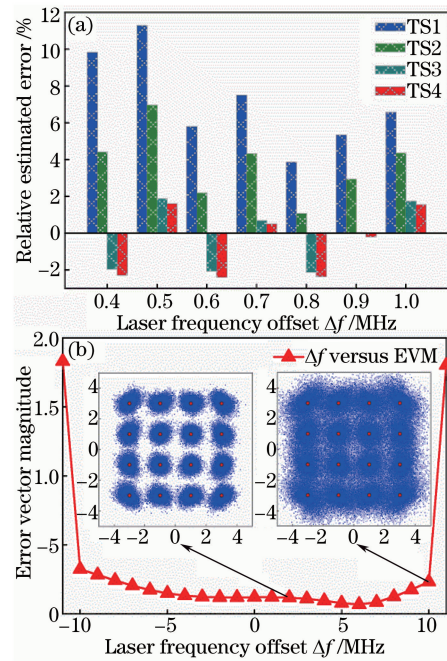 (a)
TS1
TS2
TS3
TS4
Relative estimated error /%
12
10
8
6
4
2
0
−2
0.4 0.5 0.6 0.7 0.8 0.9 1.0
Laser frequency offset Δf /MHz
(b)
Δf versus EVM
Error vector magnitude
2.0
1.5
1.0
−5
0
4
2
0
−2
−4
−4 −2 0 2 4
4
2
0
−2
−4
−4 −2 0 2 4
−10 −5 0 5 10
Laser frequency offset Δf /MHz